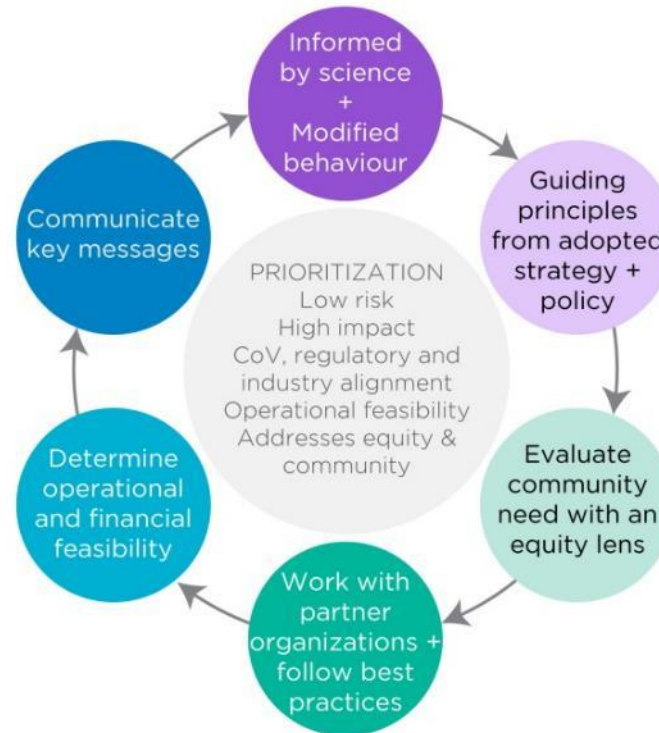 Informed
by science
+
Modified
behaviour
Guiding
principles
from adopted
strategy +
policy
Evaluate
community
need with an
equity lens
Work with
partner
organizations +
follow best
practices
Determine
operational
and financial
feasibility
Communicate
key messages
PRIORITIZATION
Low risk
High impact
CoV, regulatory and
industry alignment
Operational feasibility
Addresses equity &
community